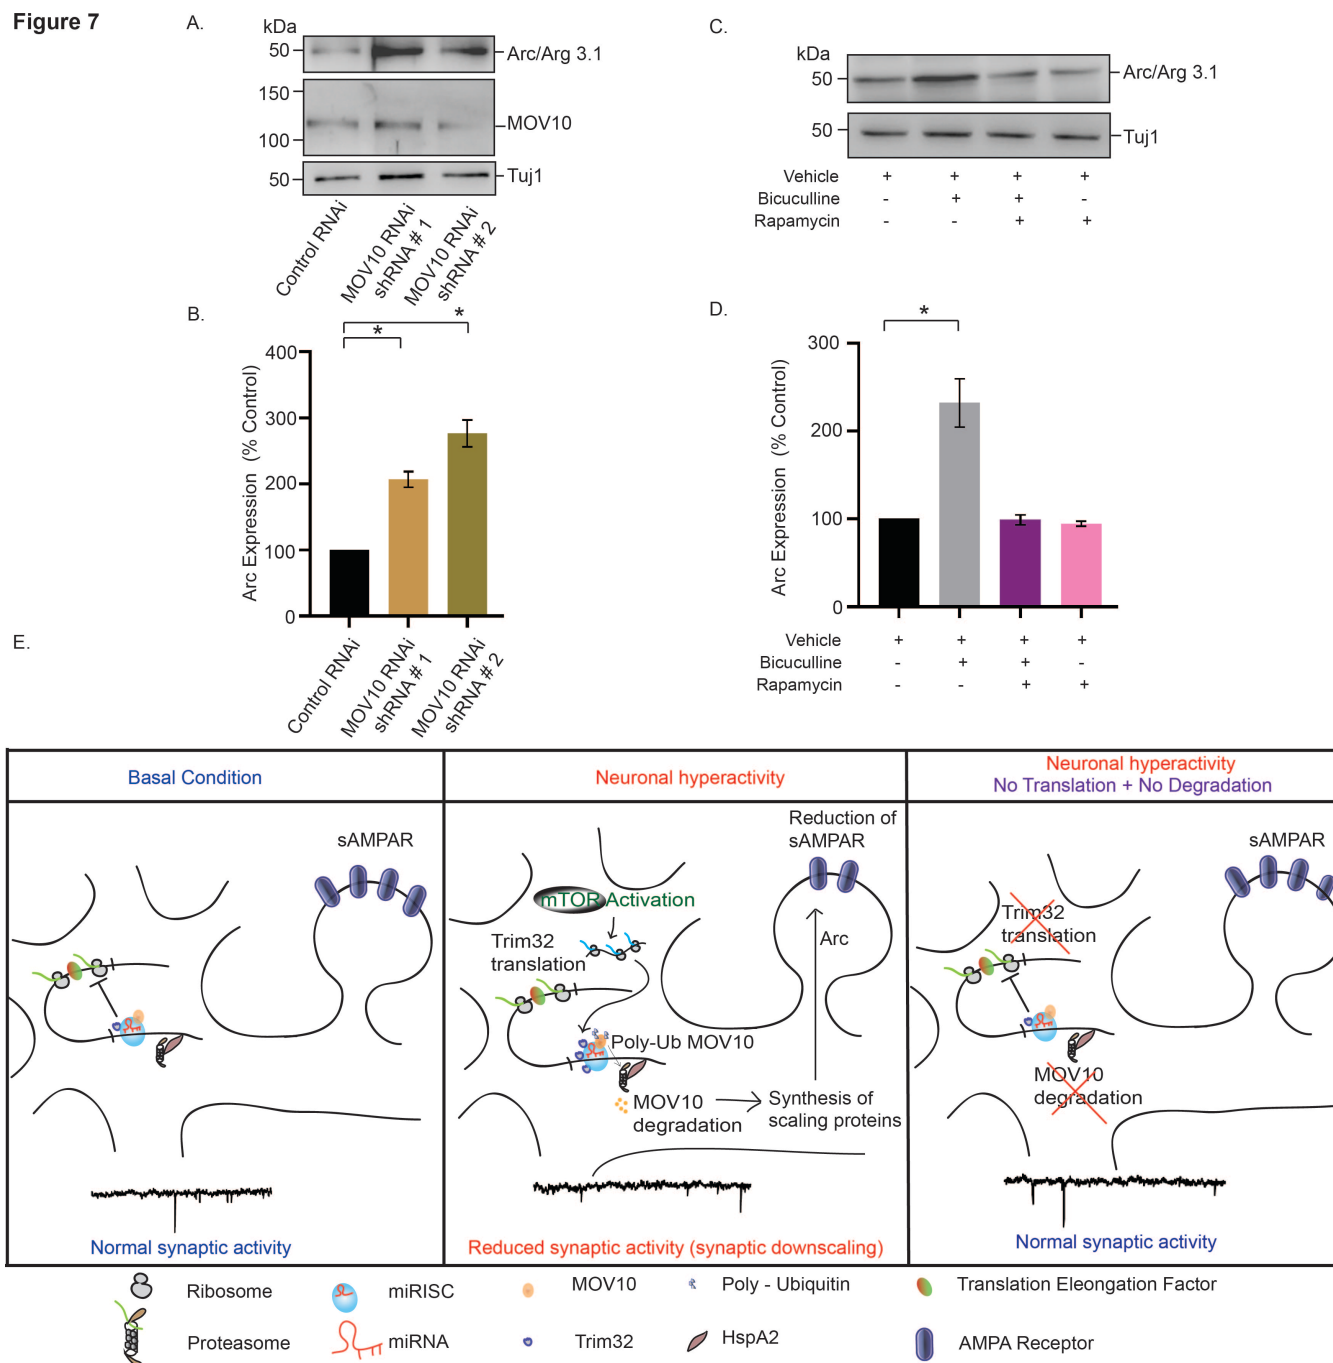 Figure 7
A.
kDa
50
Arc/Arg 3.1
150
MOV10
100
50
Tuj1
Control RNAi
MOV10 RNAi
shRNA # 1
MOV10 RNAi
shRNA # 2
C.
kDa
50
Arc/Arg 3.1
50
Tuj1
Vehicle + + + +
Bicuculline - + + -
Rapamycin - - + +
B.
*
*
Arc Expression (% Control)
400
300
200
100
0
Control RNAi
MOV10 RNAi
shRNA # 1
MOV10 RNAi
shRNA # 2
D.
*
Arc Expression (% Control)
300
200
100
0
Vehicle + + + +
Bicuculline - + + -
Rapamycin - - + +
E.
Basal Condition
sAMPAR
Normal synaptic activity
Neuronal hyperactivity
Reduction of
sAMPAR
mTOR Activation
Trim32
translation
Arc
Poly-Ub MOV10
MOV10
degradation
Synthesis of
scaling proteins
Reduced synaptic activity (synaptic downscaling)
Neuronal hyperactivity
No Translation + No Degradation
sAMPAR
Trim32
translation
MOV10
degradation
Normal synaptic activity
Ribosome
miRISC
MOV10
Poly - Ubiquitin
Translation Eleongation Factor
Proteasome
miRNA
Trim32
HspA2
AMPA Receptor